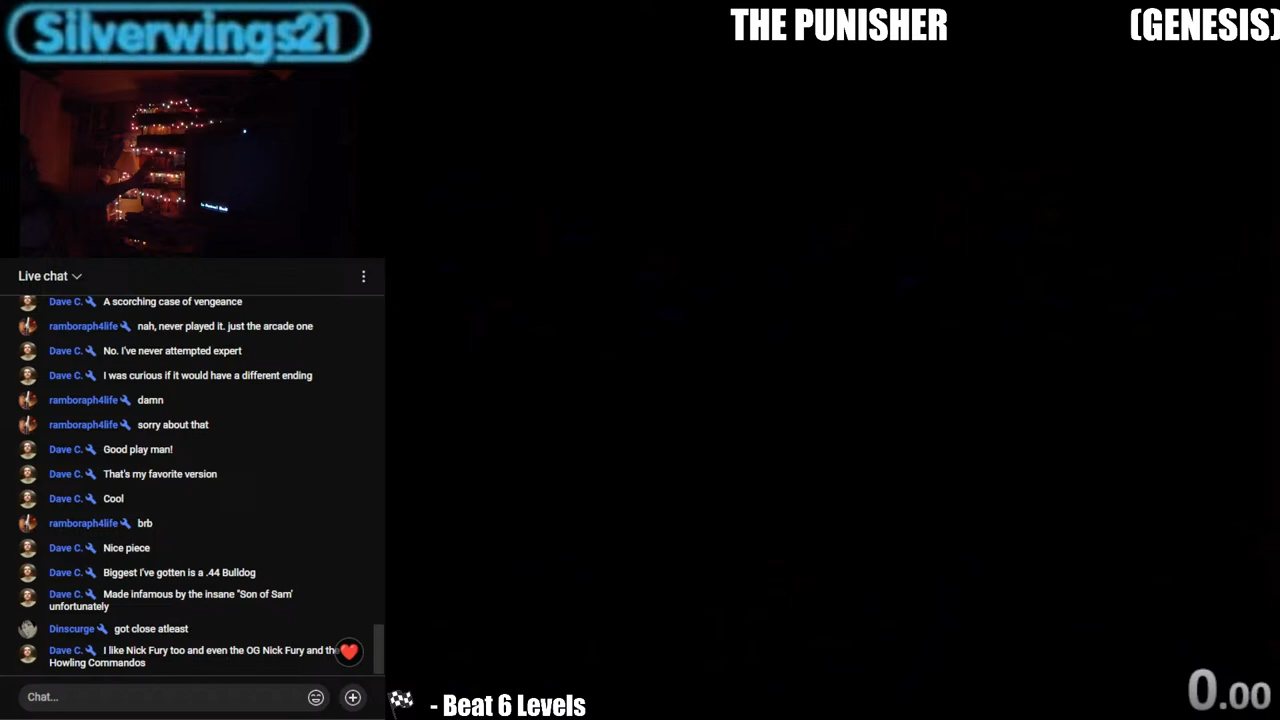 Silverwings21
THE PUNISHER (GENESIS)
Live chat
Dave C. A scorching case of vengeance
ramboraph4life nah, never played it. just the arcade one
Dave C. No. I've never attempted expert
Dave C. I was curious if it would have a different ending
ramboraph4life damn
ramboraph4life sorry about that
Dave C. Good play man!
Dave C. That's my favorite version
Dave C. Cool
ramboraph4life brb
Dave C. Nice piece
Dave C. Biggest I've gotten is a .44 Bulldog
Dave C. Made infamous by the insane "Son of Sam'
unfortunately
Dinscurge got close atleast
Dave C. I like Nick Fury too and even the OG Nick Fury and the
Howling Commandos
Chat...
- Beat 6 Levels
0.00